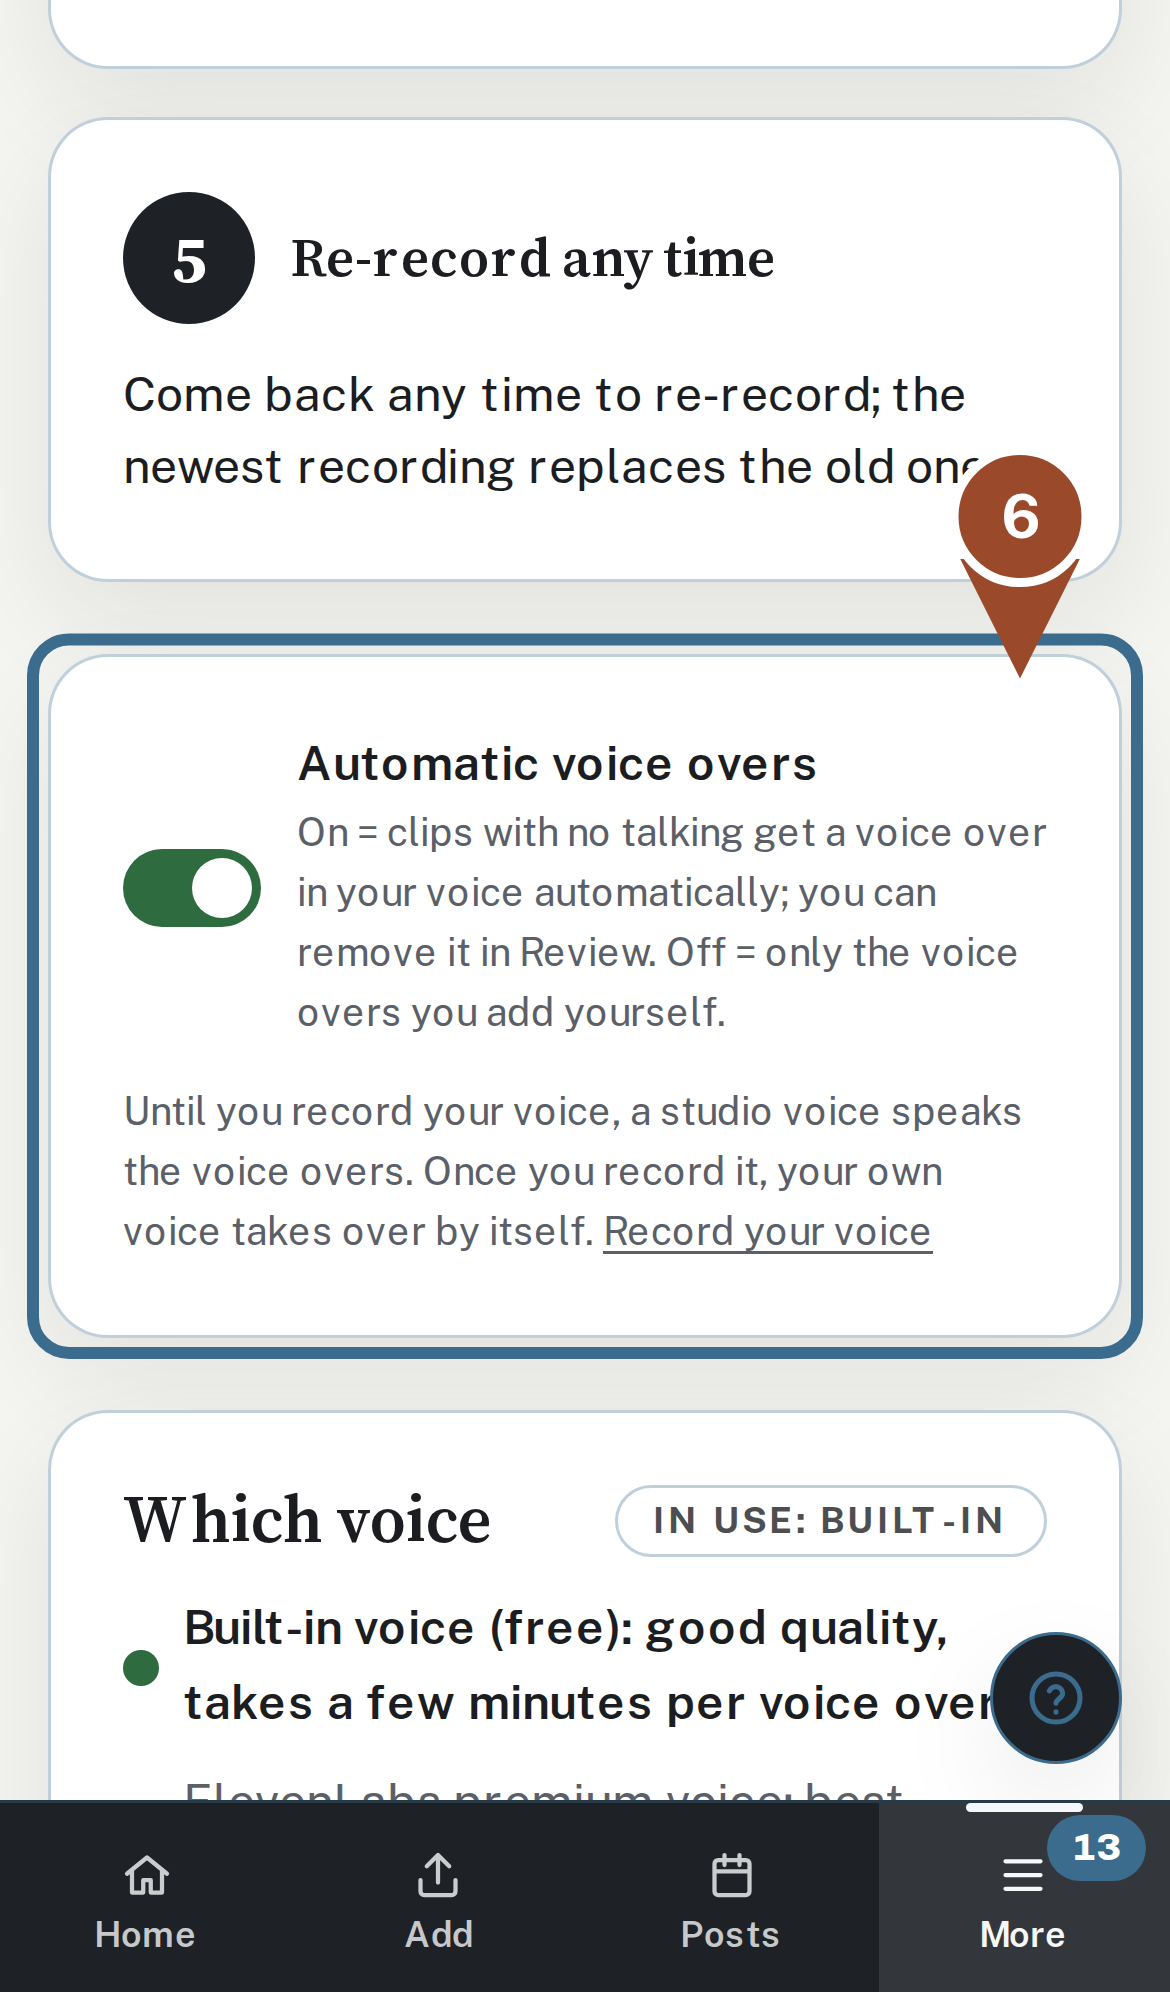 5
Re-record any time
Come back any time to re-record; the
newest recording replaces the old one
6
Automatic voice overs
On = clips with no talking get a voice over
in your voice automatically; you can
remove it in Review. Off = only the voice
overs you add yourself.
Until you record your voice, a studio voice speaks
the voice overs. Once you record it, your own
voice takes over by itself. Record your voice
Which voice
IN USE: BUILT-IN
Built-in voice (free): good quality,
takes a few minutes per voice over
ElevenLabs premium voice: best
13
Home
Add
Posts
More